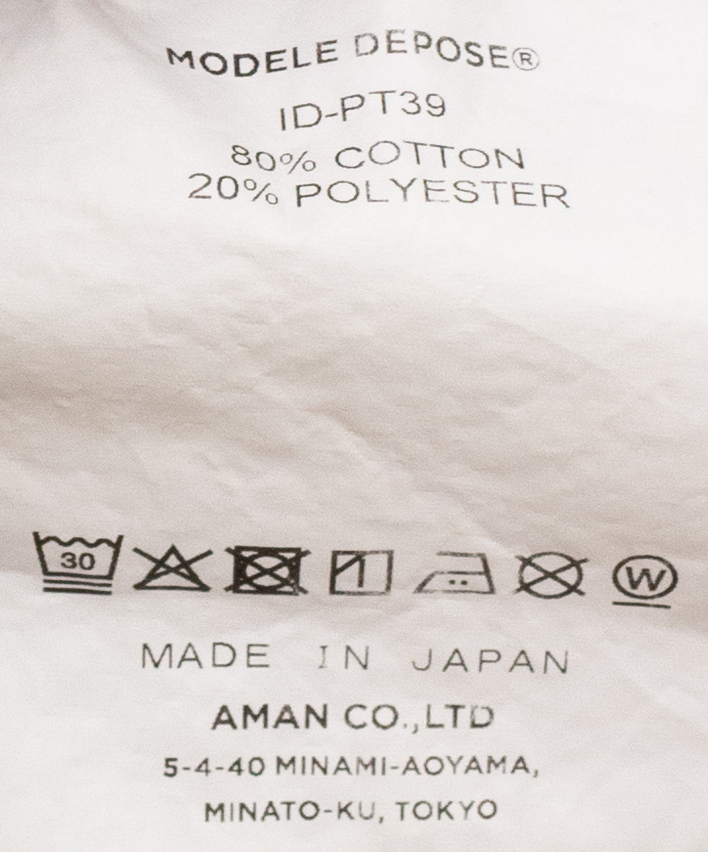 MODELE DEPOSE®
ID-PT39
80% COTTON
20% POLYESTER
30 W
MADE IN JAPAN
AMAN CO.,LTD
5-4-40 MINAMI-AOYAMA,
MINATO-KU, TOKYO